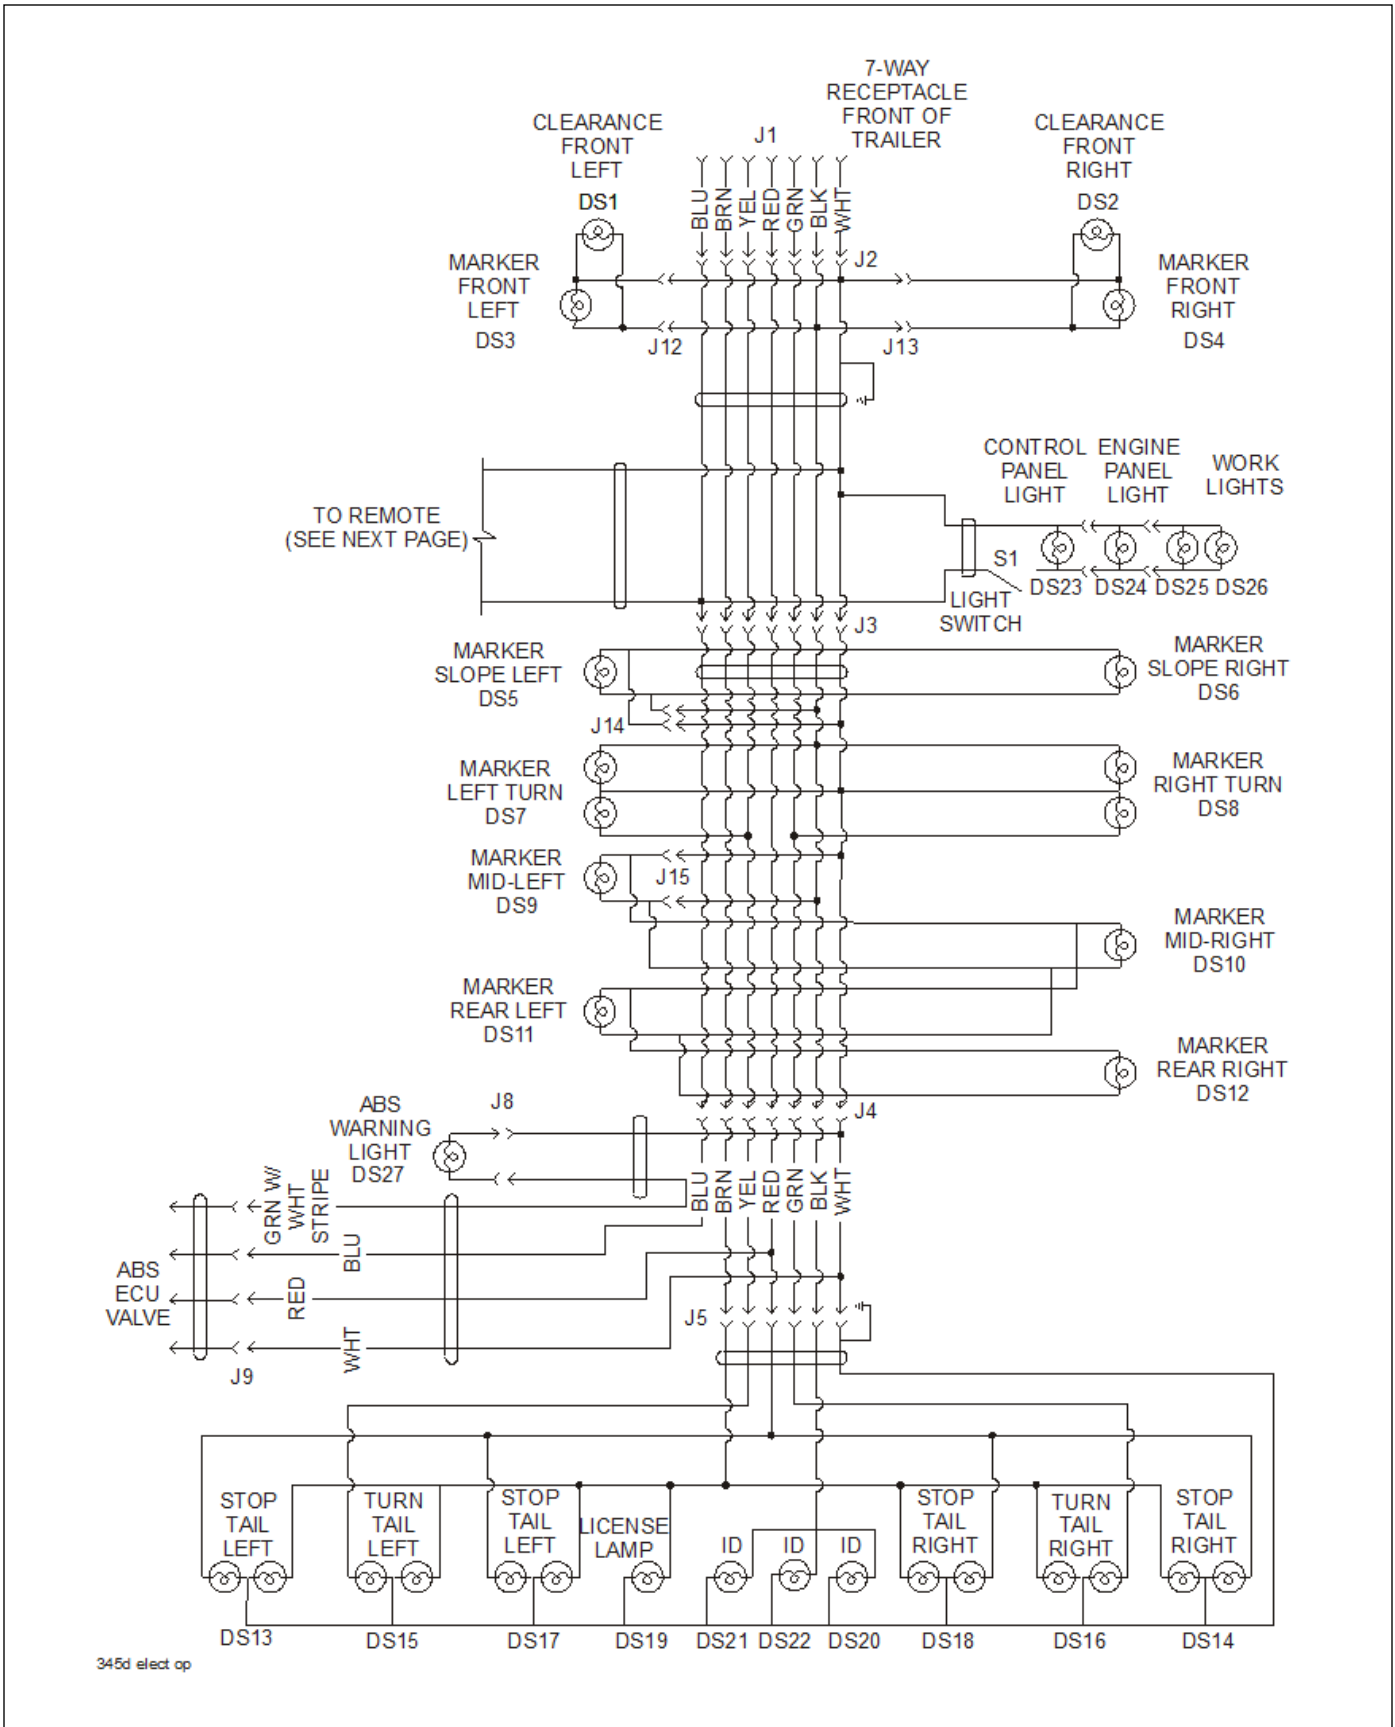 7-WAY
RECEPTACLE
FRONT OF
TRAILER
J1
CLEARANCE
FRONT
LEFT
DS1
CLEARANCE
FRONT
RIGHT
DS2
BLU
BRN
YEL
RED
GRN
BLK
WHT
J2
MARKER
FRONT
LEFT
DS3
MARKER
FRONT
RIGHT
DS4
J12
J13
CONTROL
PANEL
LIGHT
ENGINE
PANEL
LIGHT
WORK
LIGHTS
TO REMOTE
(SEE NEXT PAGE)
S1
DS23
DS24
DS25
DS26
LIGHT
SWITCH
J3
MARKER
SLOPE LEFT
DS5
MARKER
SLOPE RIGHT
DS6
J14
MARKER
LEFT TURN
DS7
MARKER
RIGHT TURN
DS8
MARKER
MID-LEFT
DS9
J15
MARKER
MID-RIGHT
DS10
MARKER
REAR LEFT
DS11
MARKER
REAR RIGHT
DS12
J4
J8
ABS
WARNING
LIGHT
DS27
BLU
BRN
YEL
RED
GRN
BLK
WHT
GRN W/
WHT
STRIPE
BLU
RED
WHT
ABS
ECU
VALVE
J9
J5
STOP
TAIL
LEFT
TURN
TAIL
LEFT
STOP
TAIL
LEFT
LICENSE
LAMP
ID
ID
ID
STOP
TAIL
RIGHT
TURN
TAIL
RIGHT
STOP
TAIL
RIGHT
DS13
DS15
DS17
DS19
DS21
DS22
DS20
DS18
DS16
DS14
345d elect op